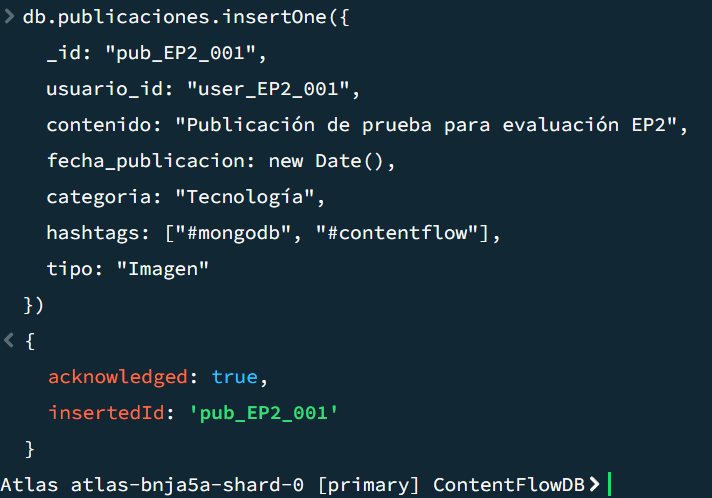 > db.publicaciones.insertOne({
_id: "pub_EP2_001",
usuario_id: "user_EP2_001",
contenido: "Publicación de prueba para evaluación EP2",
fecha_publicacion: new Date(),
categoria: "Tecnología",
hashtags: ["#mongodb", "#contentflow"],
tipo: "Imagen"
})
< {
acknowledged: true,
insertedId: 'pub_EP2_001'
}
Atlas atlas-bnja5a-shard-0 [primary] ContentFlowDB>